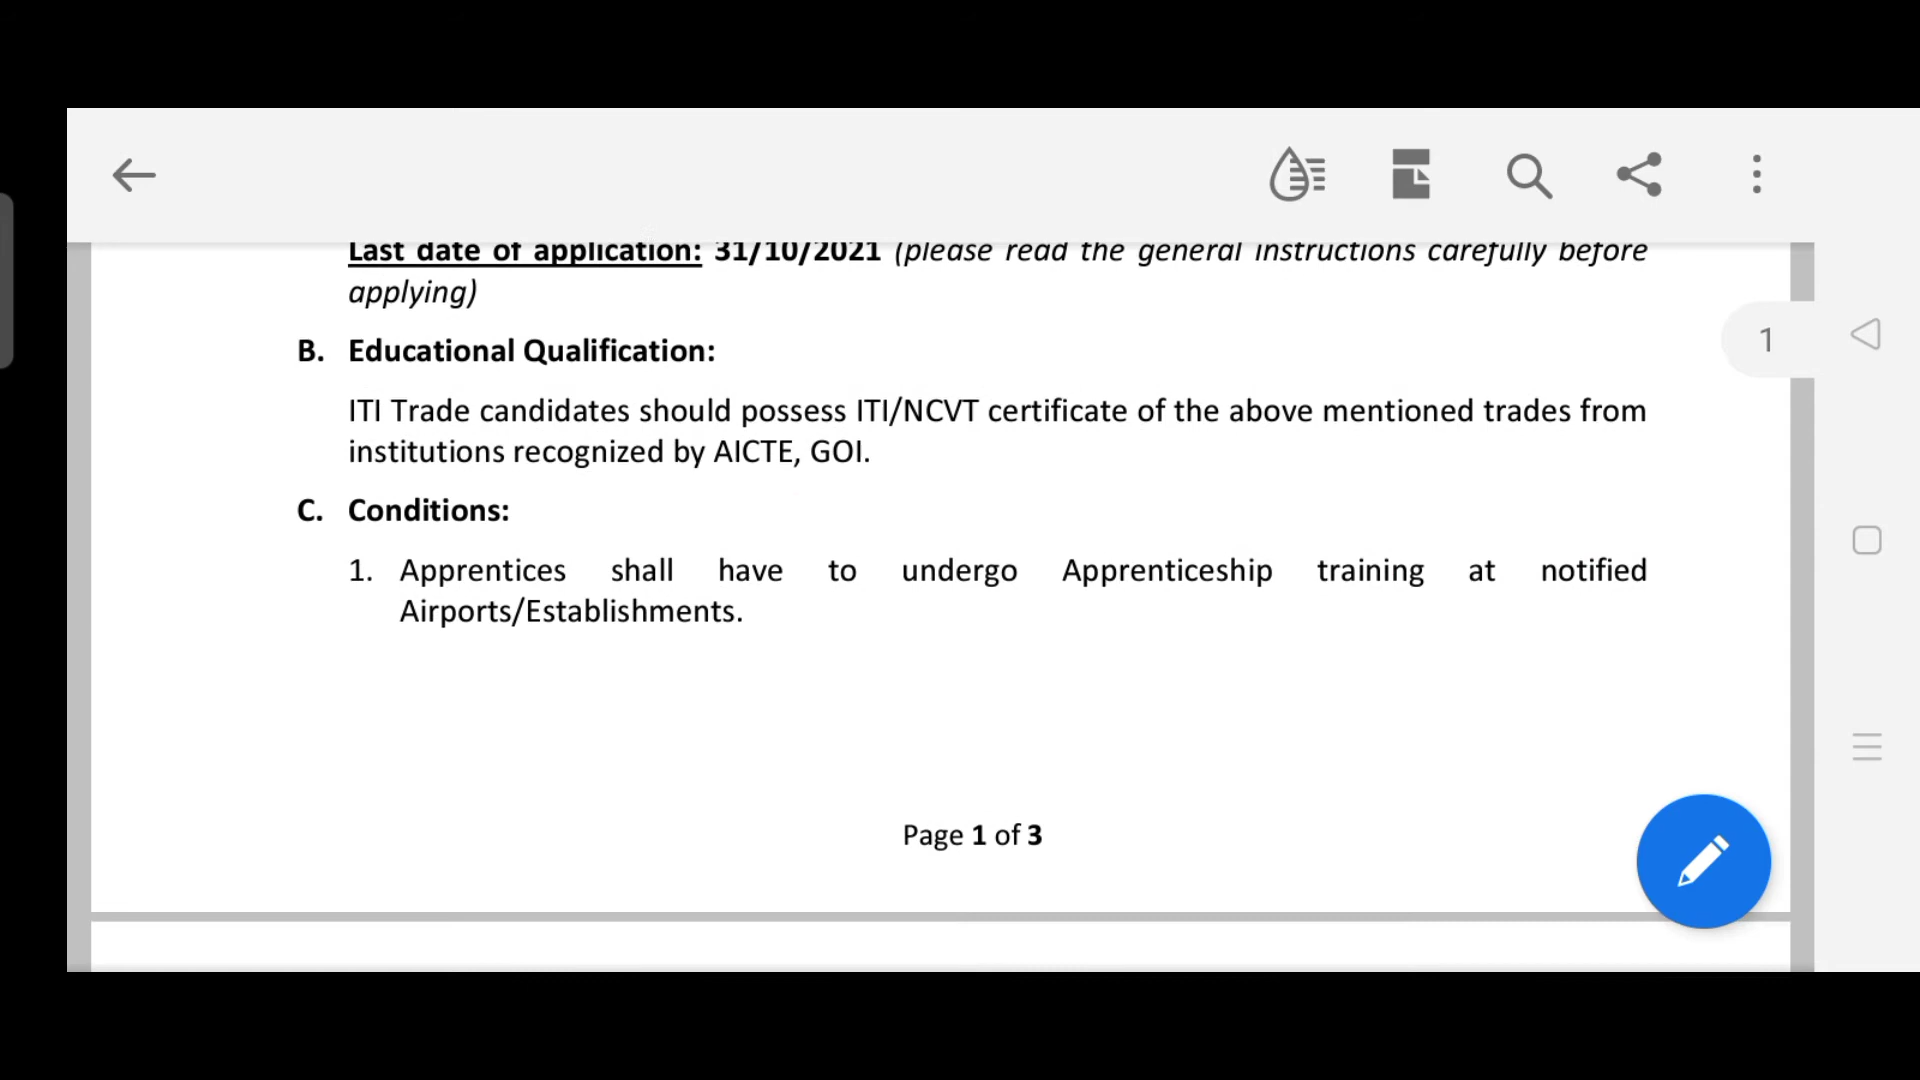 Last date of application: 31/10/2021 (please read the general instructions carefully before
applying)
1
B. Educational Qualification:
ITI Trade candidates should possess ITI/NCVT certificate of the above mentioned trades from
institutions recognized by AICTE, GOI.
C. Conditions:
1. Apprentices shall have to undergo Apprenticeship training at notified
Airports/Establishments.
Page 1 of 3